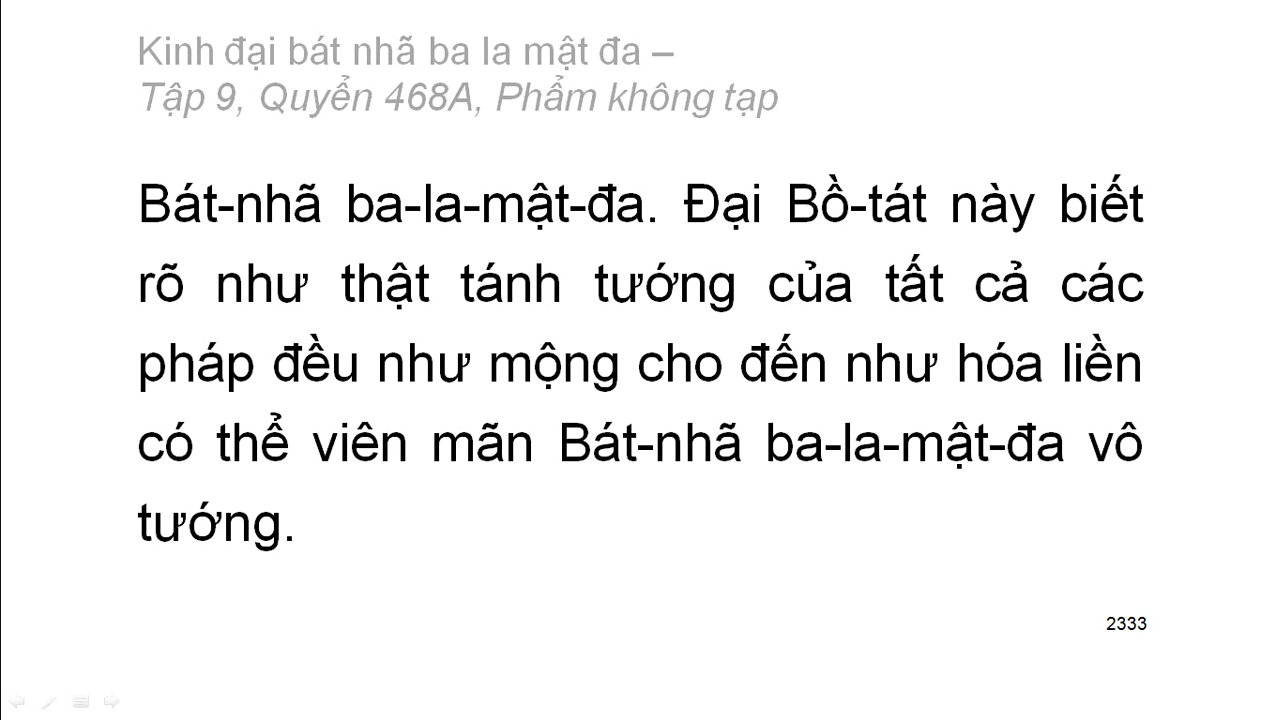 Kinh đại bát nhã ba la mật đa –
Tập 9, Quyển 468A, Phẩm không tạp
Bát-nhã ba-la-mật-đa. Đại Bồ-tát này biết
rõ như thật tánh tướng của tất cả các
pháp đều như mộng cho đến như hóa liền
có thể viên mãn Bát-nhã ba-la-mật-đa vô
tướng.
2333